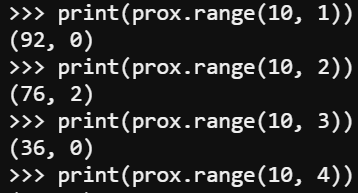 >>> print(prox.range(10, 1))
(92, 0)
>>> print(prox.range(10, 2))
(76, 2)
>>> print(prox.range(10, 3))
(36, 0)
>>> print(prox.range(10, 4))